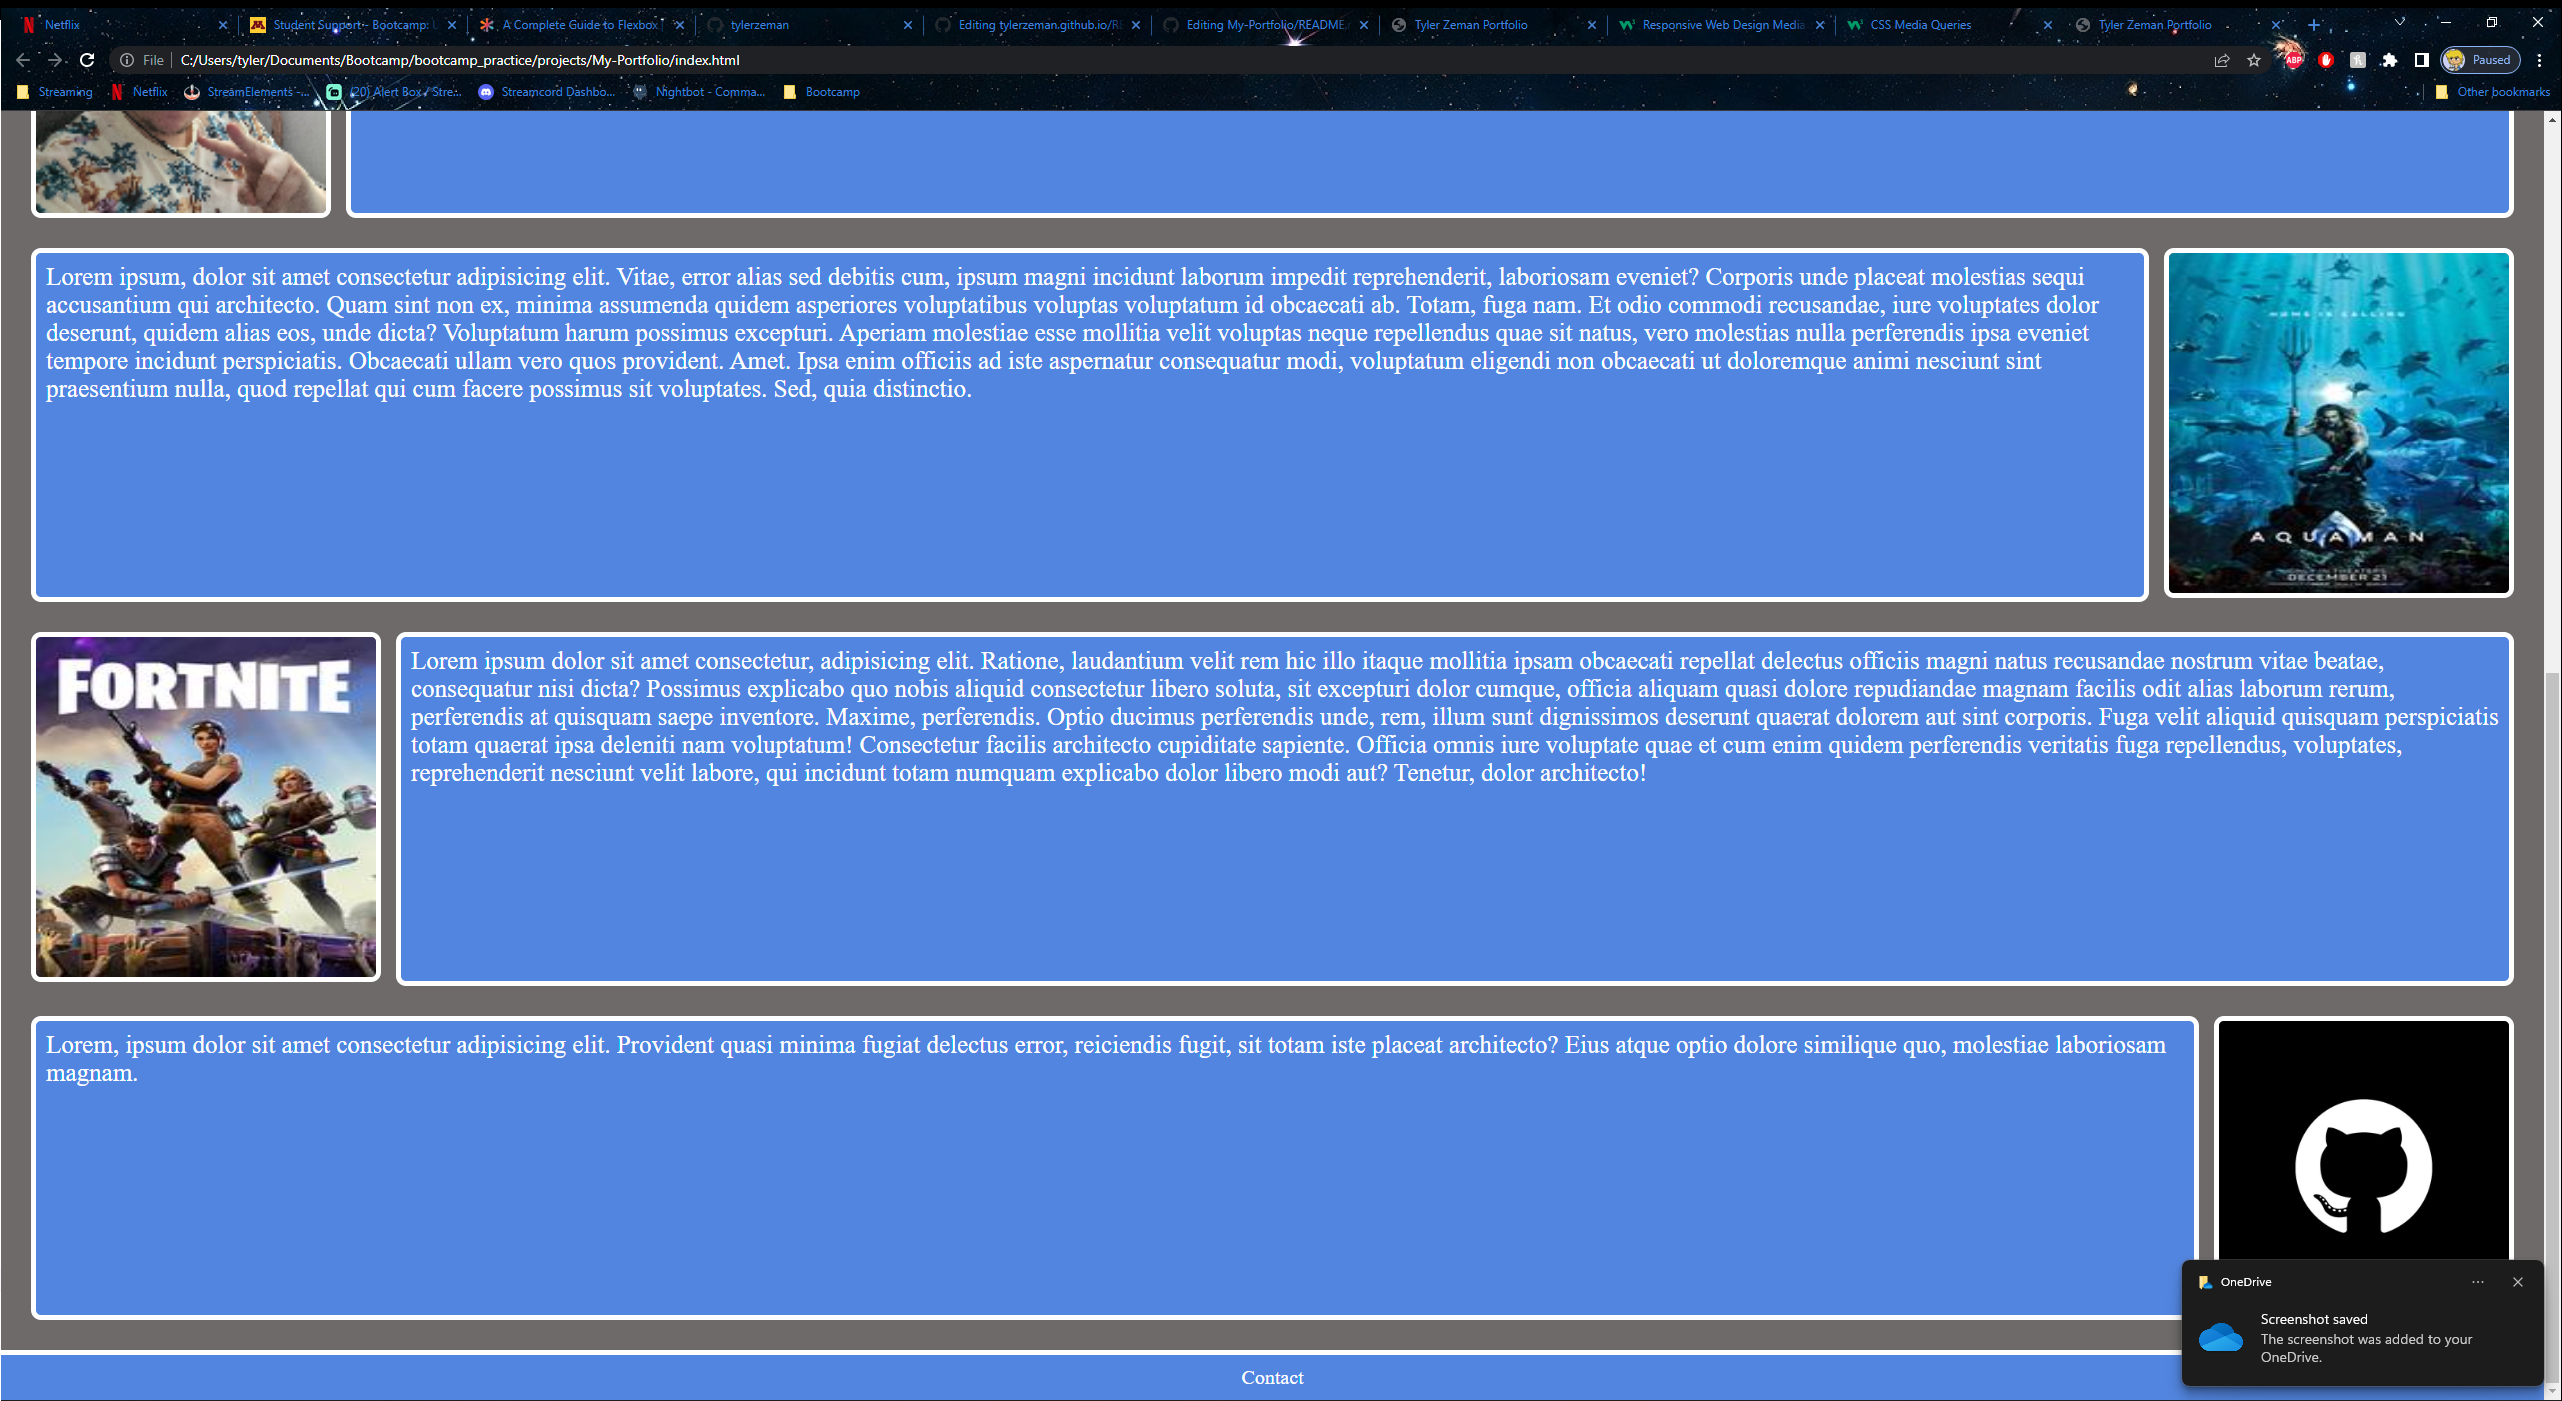 Netflix
Student Support - Bootcamp:
A Complete Guide to Flexbox
tylerzeman
Editing tylerzeman.github.io/RE
Editing My-Portfolio/README.
Tyler Zeman Portfolio
Responsive Web Design Media
CSS Media Queries
Tyler Zeman Portfolio
File
C:/Users/tyler/Documents/Bootcamp/bootcamp_practice/projects/My-Portfolio/index.html
ABP
Paused
Streaming
Netflix
StreamElements -...
(20) Alert Box / Stre...
Streamcord Dashbo...
Nightbot - Comma...
Bootcamp
Other bookmarks
Lorem ipsum, dolor sit amet consectetur adipisicing elit. Vitae, error alias sed debitis cum, ipsum magni incidunt laborum impedit reprehenderit, laboriosam eveniet? Corporis unde placeat molestias sequi
accusantium qui architecto. Quam sint non ex, minima assumenda quidem asperiores voluptatibus voluptas voluptatum id obcaecati ab. Totam, fuga nam. Et odio commodi recusandae, iure voluptates dolor
deserunt, quidem alias eos, unde dicta? Voluptatum harum possimus excepturi. Aperiam molestiae esse mollitia velit voluptas neque repellendus quae sit natus, vero molestias nulla perferendis ipsa eveniet
tempore incidunt perspiciatis. Obcaecati ullam vero quos provident. Amet. Ipsa enim officiis ad iste aspernatur consequatur modi, voluptatum eligendi non obcaecati ut doloremque animi nesciunt sint
praesentium nulla, quod repellat qui cum facere possimus sit voluptates. Sed, quia distinctio.
HOME IS CALLING
AQUAMAN
DECEMBER 21
FORTNITE
Lorem ipsum dolor sit amet consectetur, adipisicing elit. Ratione, laudantium velit rem hic illo itaque mollitia ipsam obcaecati repellat delectus officiis magni natus recusandae nostrum vitae beatae,
consequatur nisi dicta? Possimus explicabo quo nobis aliquid consectetur libero soluta, sit excepturi dolor cumque, officia aliquam quasi dolore repudiandae magnam facilis odit alias laborum rerum,
perferendis at quisquam saepe inventore. Maxime, perferendis. Optio ducimus perferendis unde, rem, illum sunt dignissimos deserunt quaerat dolorem aut sint corporis. Fuga velit aliquid quisquam perspiciatis
totam quaerat ipsa deleniti nam voluptatum! Consectetur facilis architecto cupiditate sapiente. Officia omnis iure voluptate quae et cum enim quidem perferendis veritatis fuga repellendus, voluptates,
reprehenderit nesciunt velit labore, qui incidunt totam numquam explicabo dolor libero modi aut? Tenetur, dolor architecto!
Lorem, ipsum dolor sit amet consectetur adipisicing elit. Provident quasi minima fugiat delectus error, reiciendis fugit, sit totam iste placeat architecto? Eius atque optio dolore similique quo, molestiae laboriosam
magnam.
OneDrive
Screenshot saved
The screenshot was added to your
OneDrive.
Contact